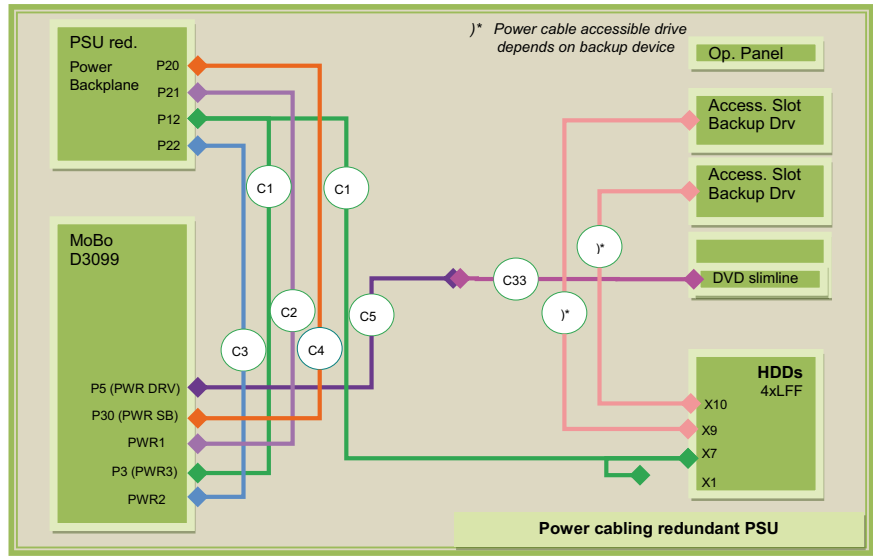 PSU red.
Power
Backplane
P20
P21
P12
P22
)* Power cable accessible drive
depends on backup device
Op. Panel
Access. Slot
Backup Drv
Access. Slot
Backup Drv
DVD slimline
C1
C1
)*
C33
)*
C2
C5
C3
C4
MoBo
D3099
P5 (PWR DRV)
P30 (PWR SB)
PWR1
P3 (PWR3)
PWR2
HDDs
4xLFF
X10
X9
X7
X1
Power cabling redundant PSU